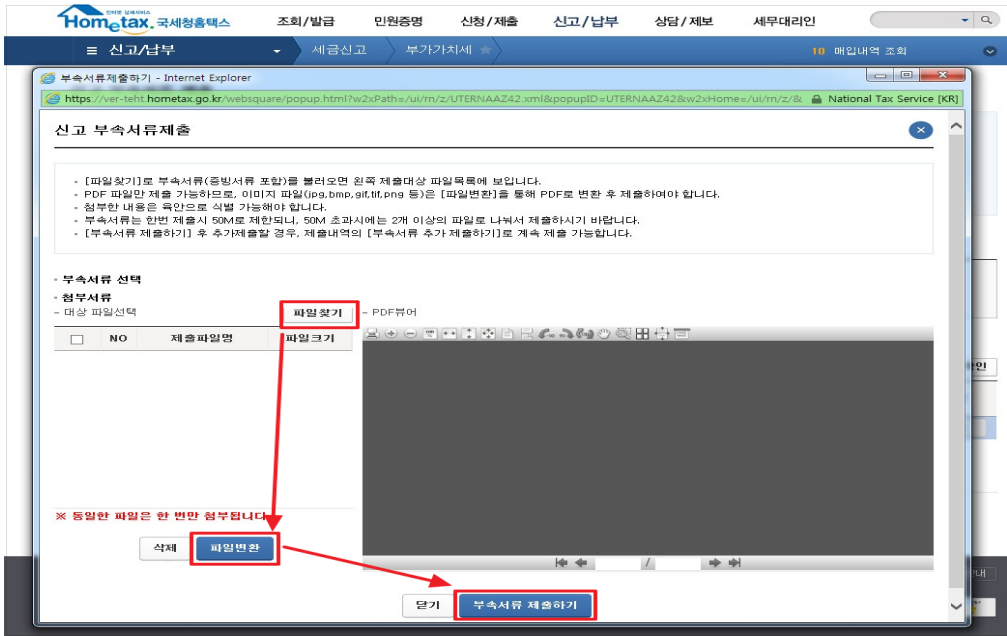 인터넷 납세서비스
Hometax. 국세청홈택스
조회/발급 민원증명 신청/제출 신고/납부 상담/제보 세무대리인
≡ 신고/납부 세금신고 부가가치세 ★ 10 매입내역 조회
부속서류제출하기 - Internet Explorer
https://ver-teht.hometax.go.kr/websquare/popup.html?w2xPath=/ui/rn/z/UTERNAAZ42.xml&popupID=UTERNAAZ42&w2xHome=/ui/rn/z/& National Tax Service [KR]
신고 부속서류제출
- [파일찾기]로 부속서류(증빙서류 포함)를 불러오면 왼쪽 제출대상 파일목록에 보입니다.
- PDF 파일만 제출 가능하므로, 이미지 파일(jpg,bmp,gif,tif,png 등)은 [파일변환]을 통해 PDF로 변환 후 제출하여야 합니다.
- 첨부한 내용은 육안으로 식별 가능해야 합니다.
- 부속서류는 한번 제출시 50M로 제한되니, 50M 초과시에는 2개 이상의 파일로 나눠서 제출하시기 바랍니다.
- [부속서류 제출하기] 후 추가제출할 경우, 제출내역의 [부속서류 추가 제출하기]로 계속 제출 가능합니다.
· 부속서류 선택
· 첨부서류
- 대상 파일선택 파일찾기 - PDF뷰어
NO 제출파일명 파일크기
※ 동일한 파일은 한 번만 첨부됩니다
삭제 파일변환
/
닫기 부속서류 제출하기